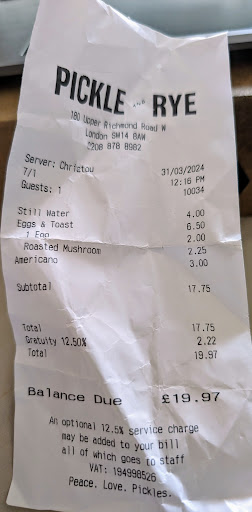 PICKLE AND RYE
180 Upper Richmond Road W
London SW14 8AW
0208 878 8982
Server: Christou 31/03/2024
7/1 12:16 PM
Guests: 1 10034
Still Water 4.00
Eggs & Toast 6.50
1 Egg 2.00
Roasted Mushroom 2.25
Americano 3.00
Subtotal 17.75
Total 17.75
Gratuity 12.50% 2.22
Total 19.97
Balance Due £19.97
An optional 12.5% service charge
may be added to your bill
all of which goes to staff
VAT: 194998526
Peace. Love. Pickles.